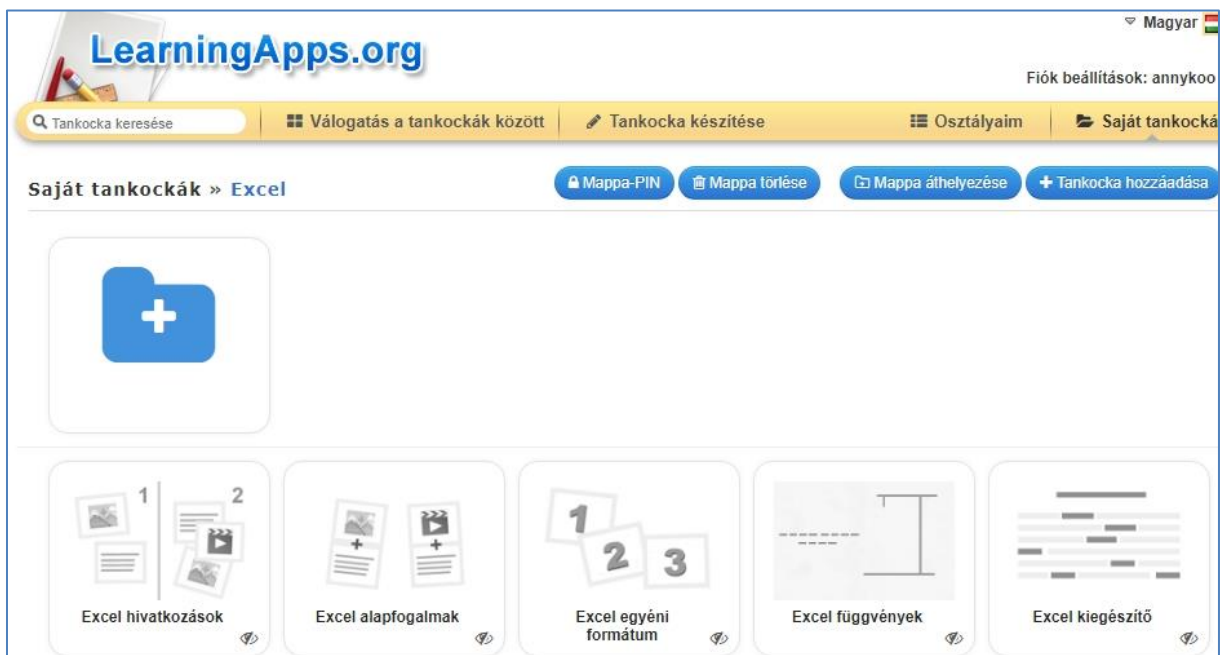 Magyar
LearningApps.org
Fiók beállítások: annykoo
Tankocka keresése
Válogatás a tankockák között
Tankocka készítése
Osztályaim
Saját tankocká
Saját tankockák » Excel
Mappa-PIN
Mappa törlése
Mappa áthelyezése
Tankocka hozzáadása
1 2
1
2 3
Excel hivatkozások
Excel alapfogalmak
Excel egyéni
formátum
Excel függvények
Excel kiegészítő